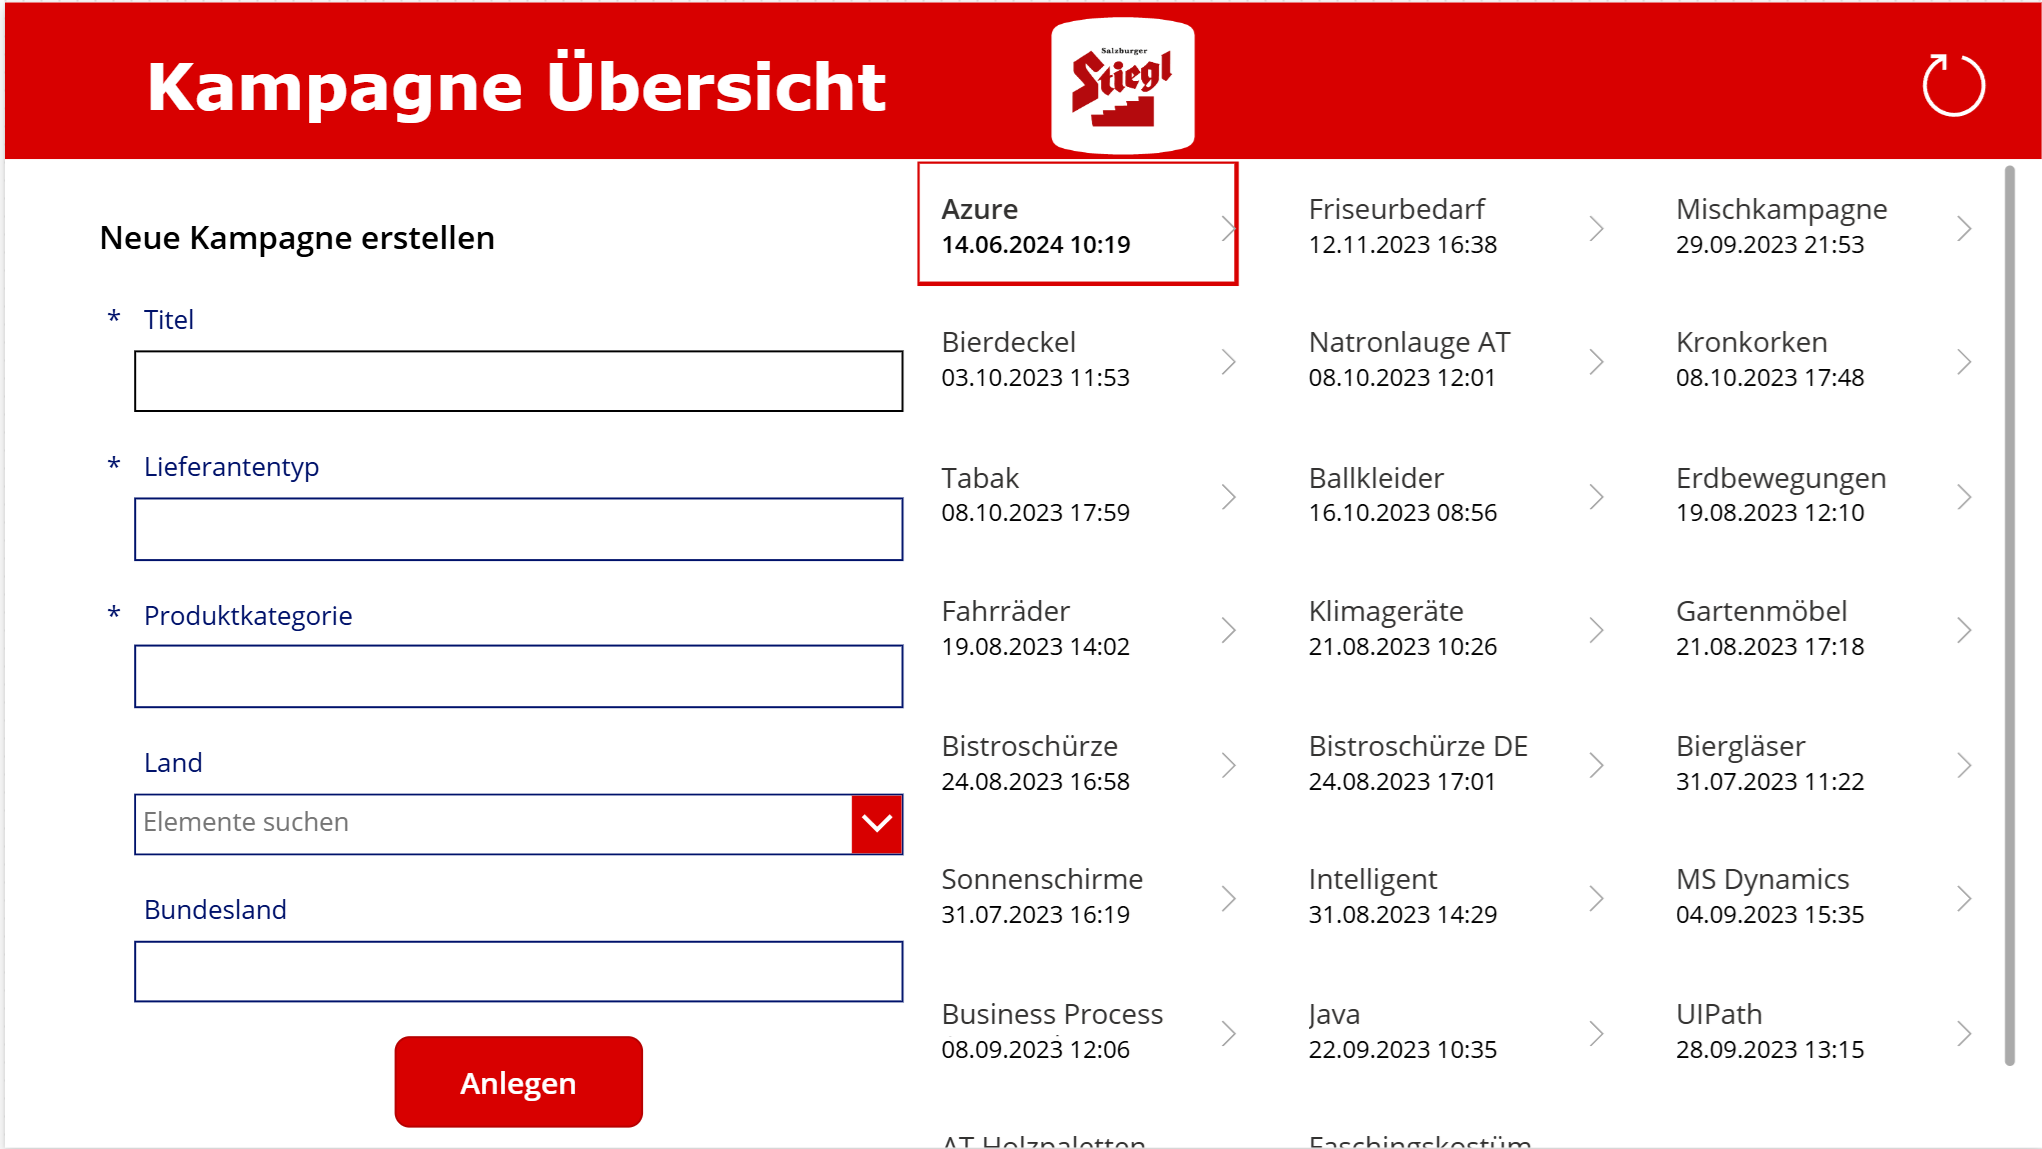 Kampagne Übersicht
Salzburger
Stiegl
Neue Kampagne erstellen
* Titel
* Lieferantentyp
* Produktkategorie
Land
Elemente suchen
Bundesland
Anlegen
Azure
14.06.2024 10:19
Friseurbedarf
12.11.2023 16:38
Mischkampagne
29.09.2023 21:53
Bierdeckel
03.10.2023 11:53
Natronlauge AT
08.10.2023 12:01
Kronkorken
08.10.2023 17:48
Tabak
08.10.2023 17:59
Ballkleider
16.10.2023 08:56
Erdbewegungen
19.08.2023 12:10
Fahrräder
19.08.2023 14:02
Klimageräte
21.08.2023 10:26
Gartenmöbel
21.08.2023 17:18
Bistroschürze
24.08.2023 16:58
Bistroschürze DE
24.08.2023 17:01
Biergläser
31.07.2023 11:22
Sonnenschirme
31.07.2023 16:19
Intelligent
31.08.2023 14:29
MS Dynamics
04.09.2023 15:35
Business Process
08.09.2023 12:06
Java
22.09.2023 10:35
UIPath
28.09.2023 13:15
AT Holzpaletten
Faschingskostüm